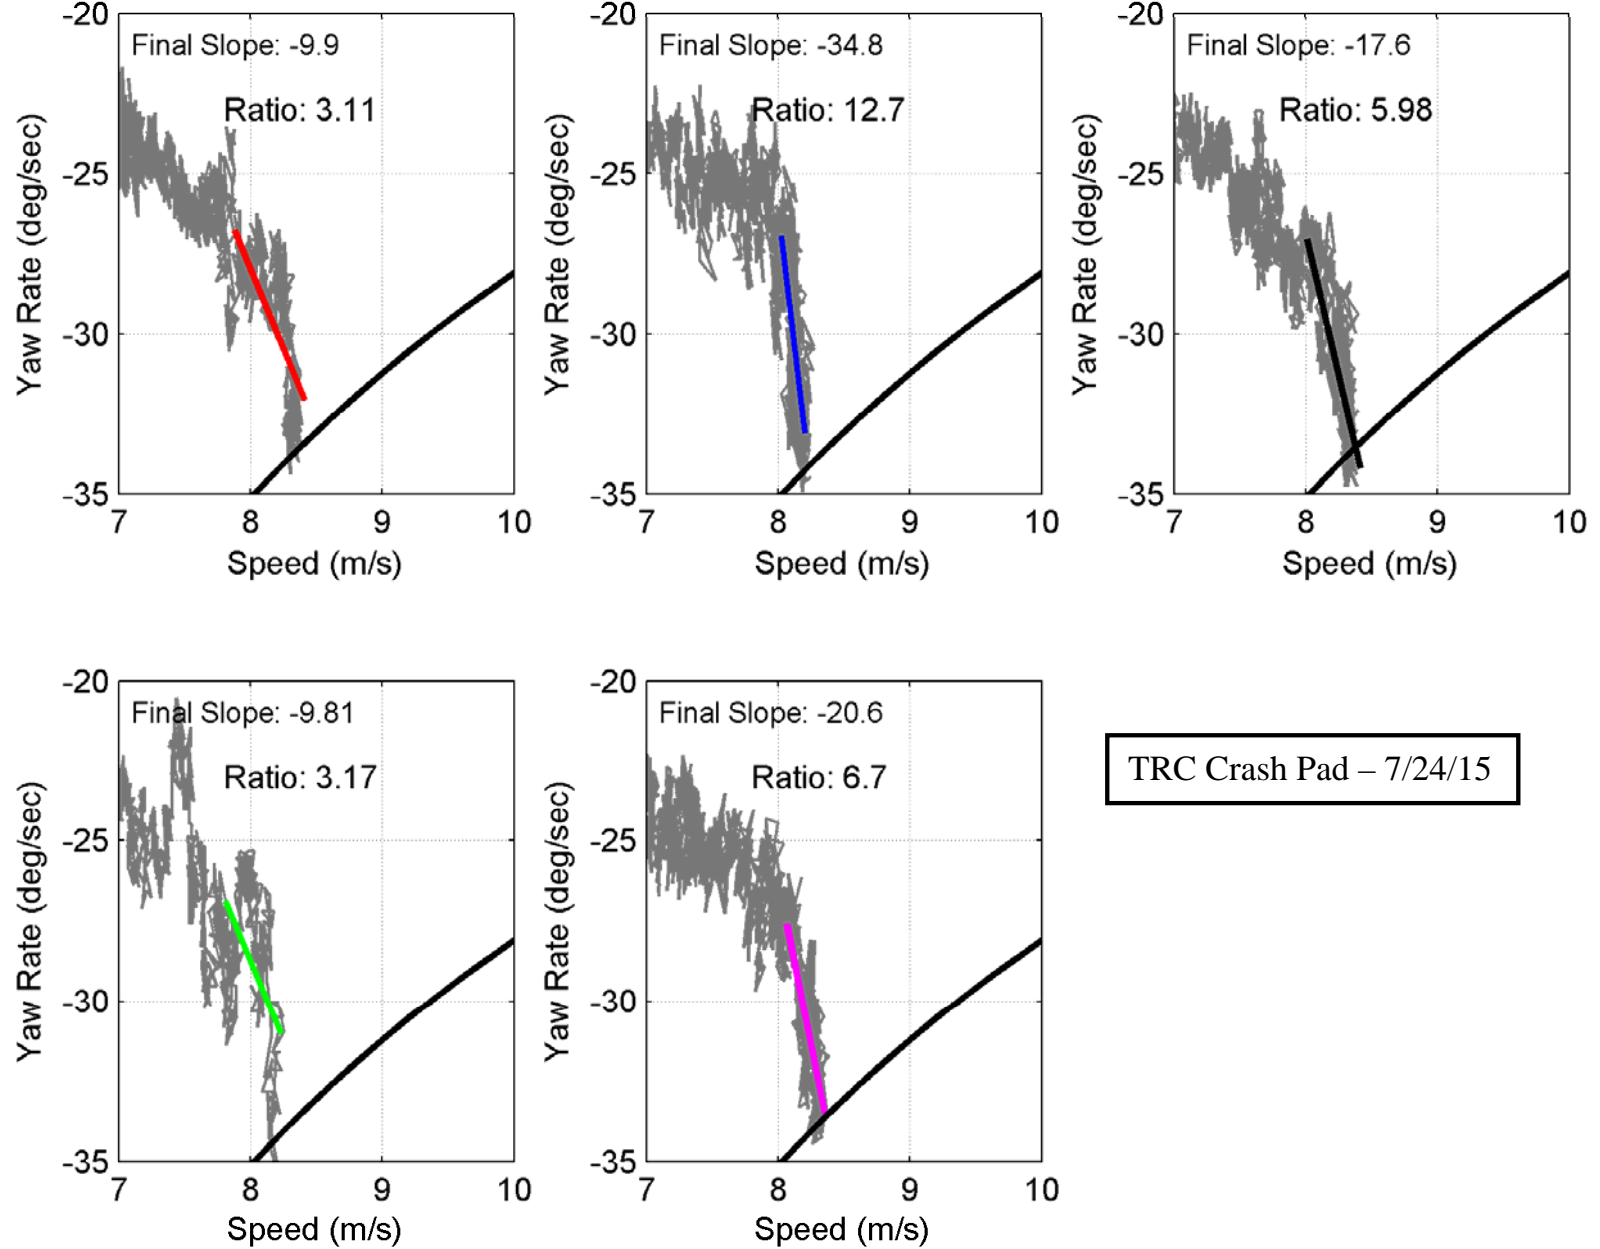 -20
Final Slope: -9.9
Ratio: 3.11
-25
-30
-35
7 8 9 10
Speed (m/s)
Yaw Rate (deg/sec)
-20
Final Slope: -34.8
Ratio: 12.7
-25
-30
-35
7 8 9 10
Speed (m/s)
Yaw Rate (deg/sec)
-20
Final Slope: -17.6
Ratio: 5.98
-25
-30
-35
7 8 9 10
Speed (m/s)
Yaw Rate (deg/sec)
-20
Final Slope: -9.81
Ratio: 3.17
-25
-30
-35
7 8 9 10
Speed (m/s)
Yaw Rate (deg/sec)
-20
Final Slope: -20.6
Ratio: 6.7
-25
-30
-35
7 8 9 10
Speed (m/s)
Yaw Rate (deg/sec)
TRC Crash Pad – 7/24/15